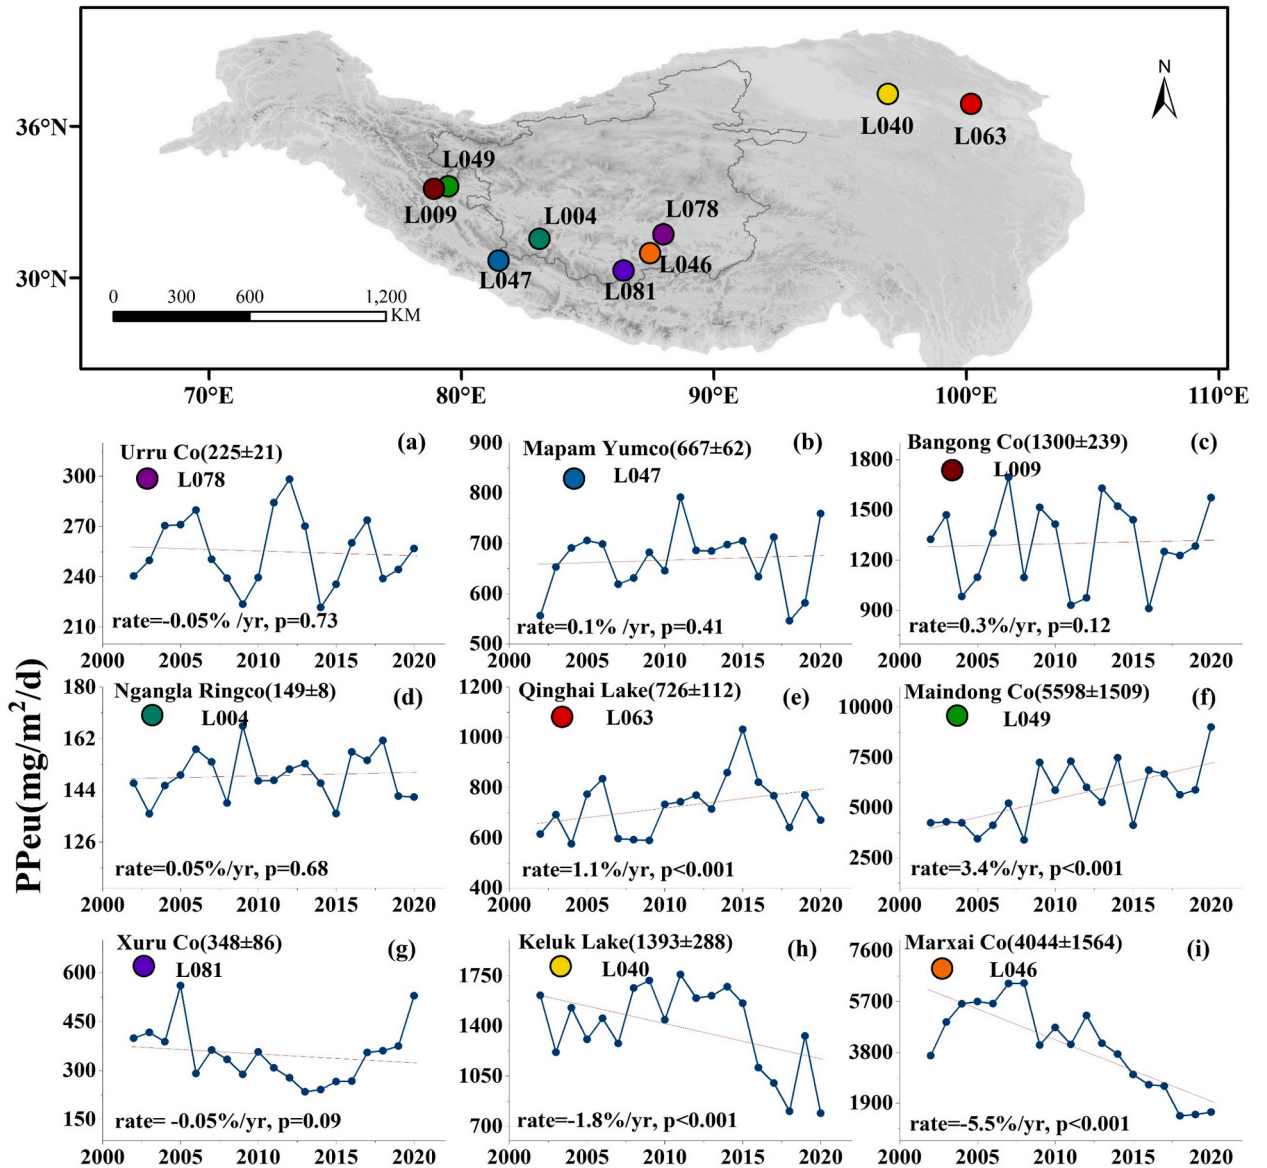 N
36°N
30°N
L040
L063
L049
L009
L004
L078
L047
L046
L081
0 300 600 1,200
KM
70°E 80°E 90°E 100°E 110°E
PPeu(mg/m²/d)
Urru Co(225±21) (a)
L078
300
270
240
210
rate=-0.05% /yr, p=0.73
2000 2005 2010 2015 2020
Mapam Yumco(667±62) (b)
L047
900
800
700
600
500
rate=0.1% /yr, p=0.41
2000 2005 2010 2015 2020
Bangong Co(1300±239) (c)
L009
1800
1500
1200
900
rate=0.3%/yr, p=0.12
2000 2005 2010 2015 2020
Ngangla Ringco(149±8) (d)
L004
180
162
144
126
rate=0.05%/yr, p=0.68
2000 2005 2010 2015 2020
Qinghai Lake(726±112) (e)
L063
1200
1000
800
600
400
rate=1.1%/yr, p<0.001
2000 2005 2010 2015 2020
Maindong Co(5598±1509) (f)
L049
10000
7500
5000
2500
rate=3.4%/yr, p<0.001
2000 2005 2010 2015 2020
Xuru Co(348±86) (g)
L081
600
450
300
150
rate= -0.05%/yr, p=0.09
2000 2005 2010 2015 2020
Keluk Lake(1393±288) (h)
L040
1750
1400
1050
700
rate=-1.8%/yr, p<0.001
2000 2005 2010 2015 2020
Marxai Co(4044±1564) (i)
L046
7600
5700
3800
1900
rate=-5.5%/yr, p<0.001
2000 2005 2010 2015 2020